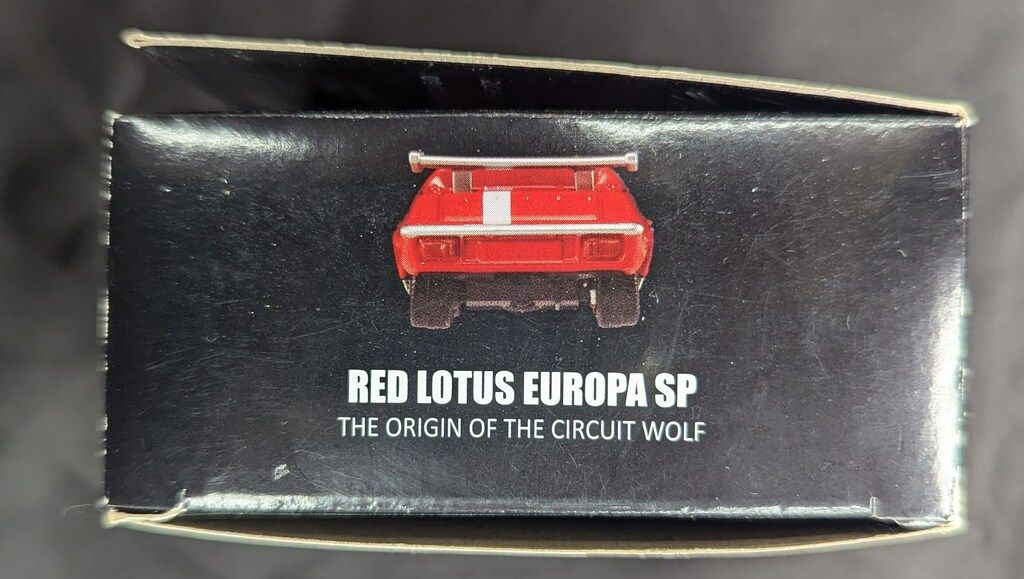 RED LOTUS EUROPA SP
THE ORIGIN OF THE CIRCUIT WOLF